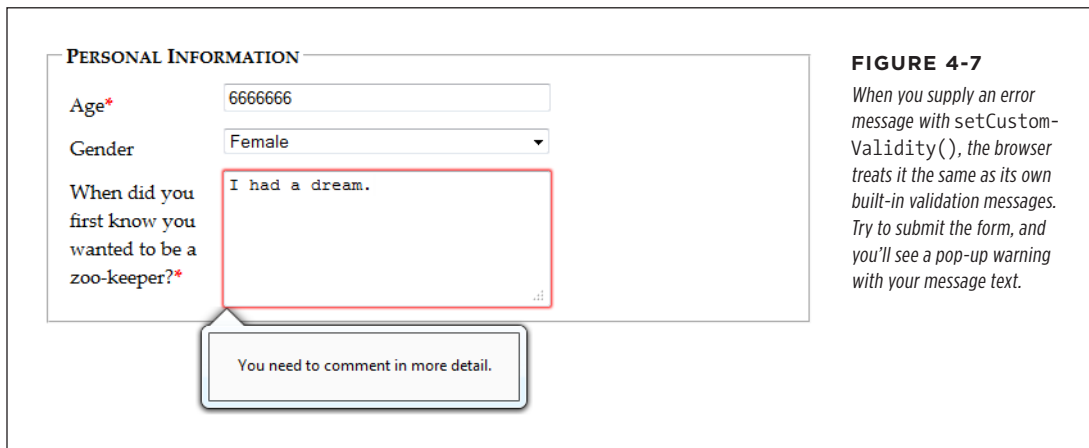 PERSONAL INFORMATION
Age*
6666666
Gender
Female
When did you
first know you
wanted to be a
zoo-keeper?*
I had a dream.
You need to comment in more detail.
FIGURE 4-7
When you supply an error
message with setCustom-
Validity(), the browser
treats it the same as its own
built-in validation messages.
Try to submit the form, and
you'll see a pop-up warning
with your message text.